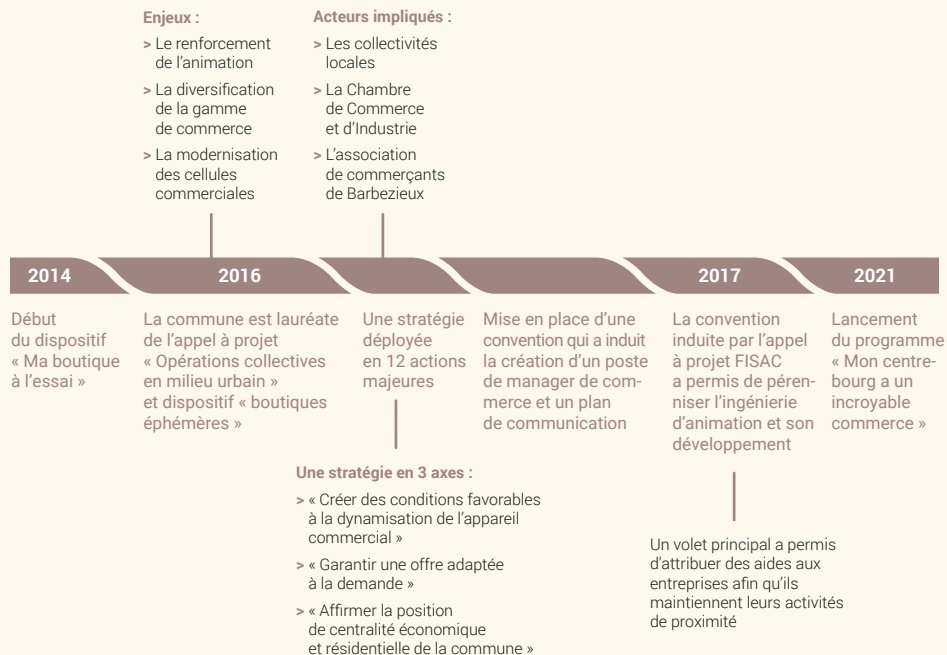 Enjeux :
> Le renforcement
de l'animation
> La diversification
de la gamme
de commerce
> La modernisation
des cellules
commerciales
Acteurs impliqués :
> Les collectivités
locales
> La Chambre
de Commerce
et d'Industrie
> L'association
de commerçants
de Barbezieux
2014
Début
du dispositif
« Ma boutique
à l'essai »
2016
La commune est lauréate
de l'appel à projet
« Opérations collectives
en milieu urbain »
et dispositif « boutiques
éphémères »
Une stratégie
déployée
en 12 actions
majeures
Une stratégie en 3 axes :
> « Créer des conditions favorables
à la dynamisation de l'appareil
commercial »
> « Garantir une offre adaptée
à la demande »
> « Affirmer la position
de centralité économique
et résidentielle de la commune »
Mise en place d'une
convention qui a induit
la création d'un poste
de manager de com-
merce et un plan
de communication
2017
La convention
induite par l'appel
à projet FISAC
a permis de péren-
niser l'ingénierie
d'animation et son
développement
Un volet principal a permis
d'attribuer des aides aux
entreprises afin qu'ils
maintiennent leurs activités
de proximité
2021
Lancement
du programme
« Mon centre-
bourg a un
incroyable
commerce »